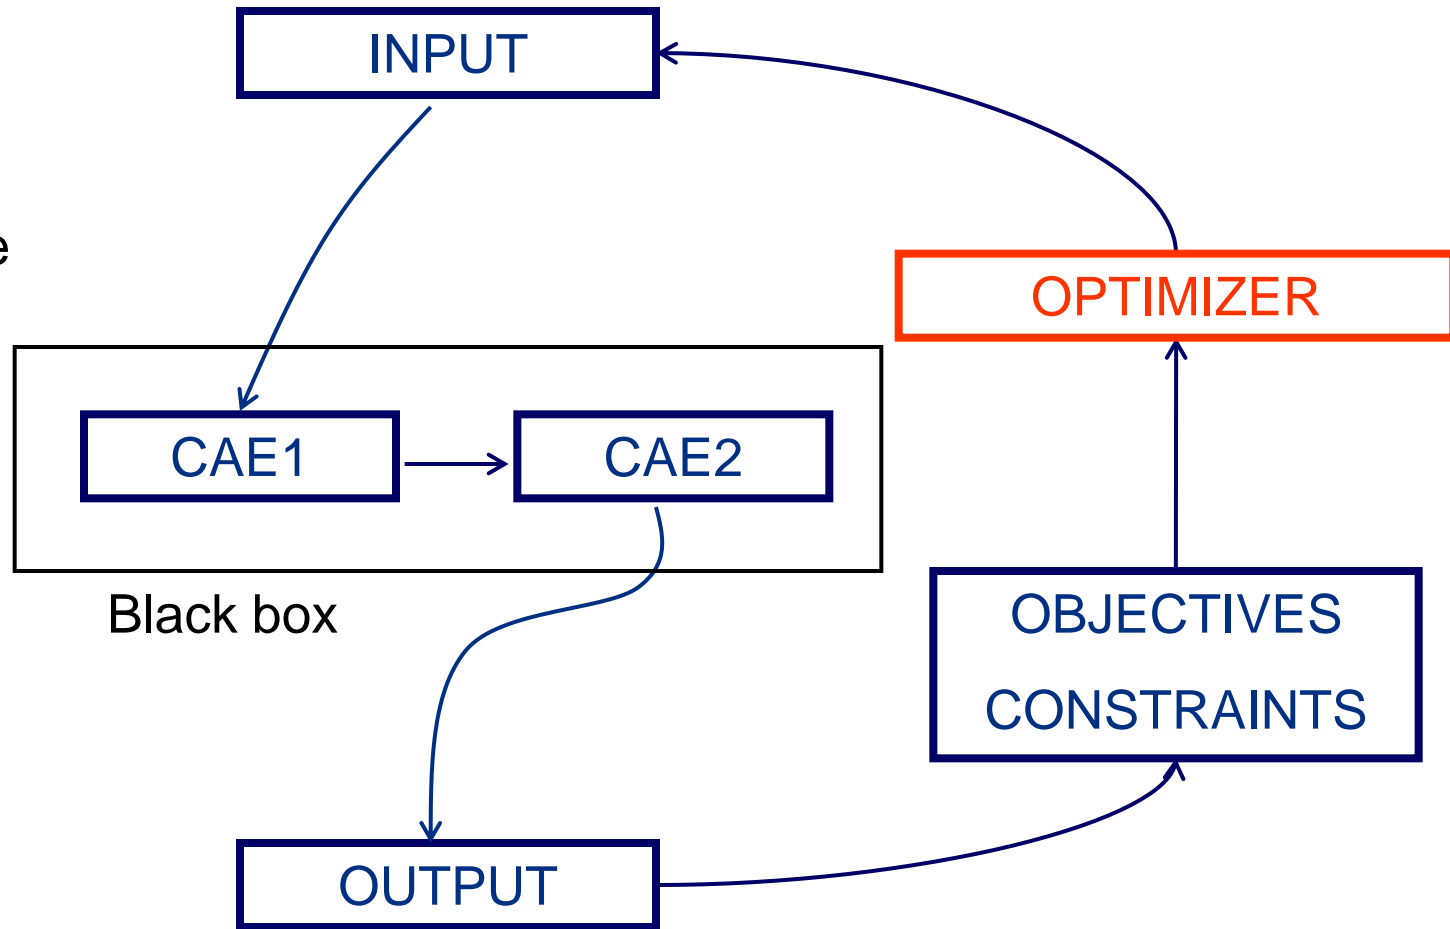 INPUT
e
OPTIMIZER
CAE1
CAE2
Black box
OBJECTIVES
CONSTRAINTS
OUTPUT